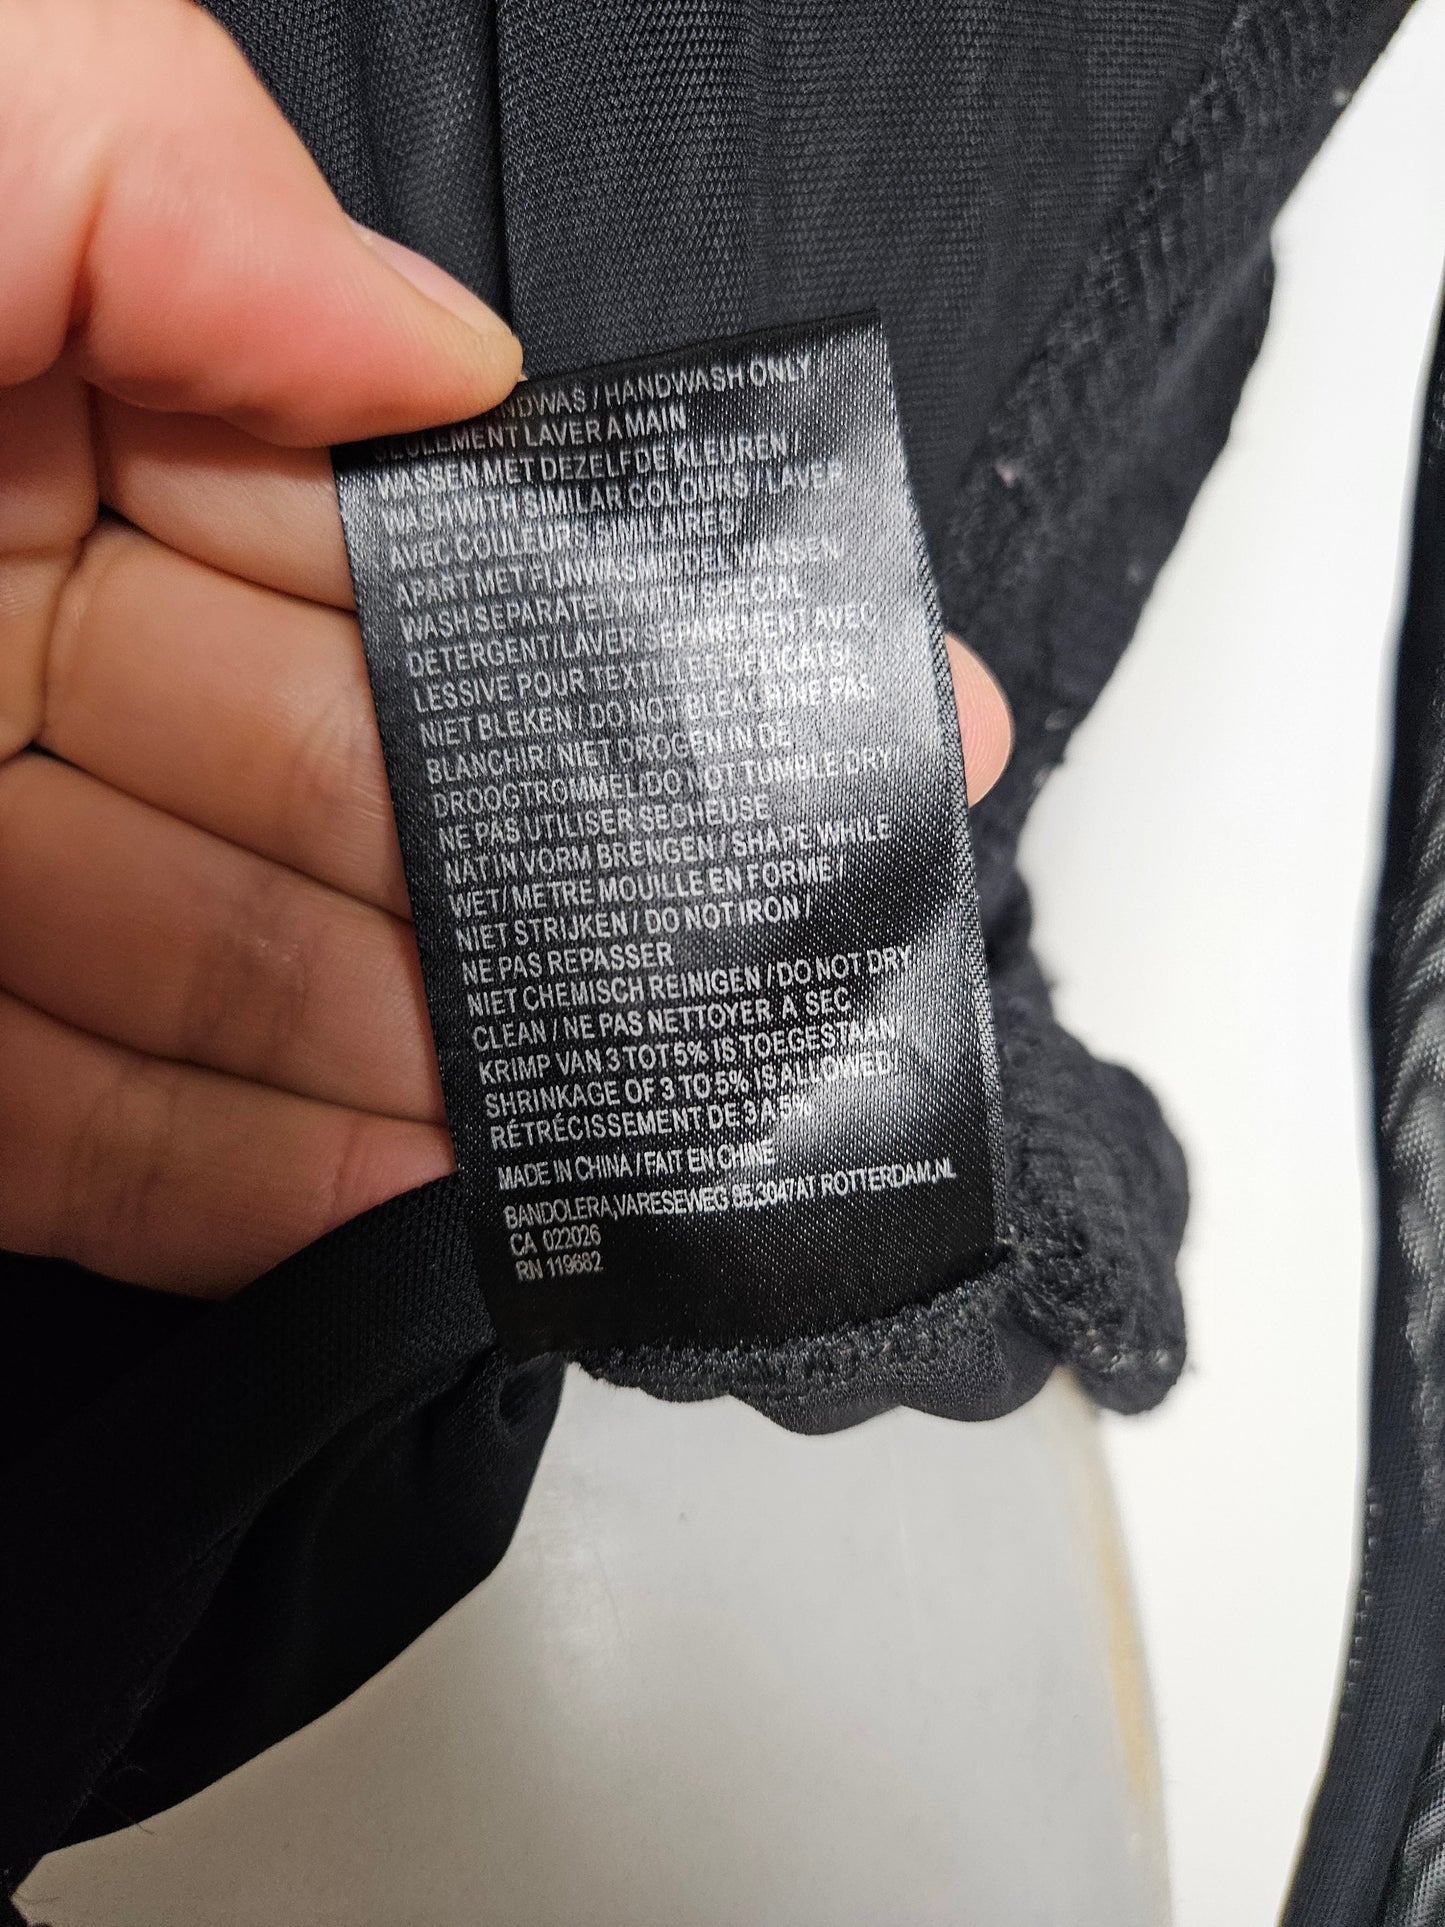 NDWAS / HANDWASH ONLY /
SEULEMENT LAVER A MAIN
WASSEN MET DEZELFDE KLEUREN /
WASH WITH SIMILAR COLOURS / LAVER
AVEC COULEURS SIMILAIRES/
APART MET FIJNWASMIDDEL WASSEN
WASH SEPARATELY WITH SPECIAL
DETERGENT/LAVER SEPAREMENT AVEC
LESSIVE POUR TEXTILLES DELICATS
NIET BLEKEN / DO NOT BLEACH / NE PAS
BLANCHIR/ NIET DROGEN IN DE
DROOGTROMMEL/DO NOT TUMBLE DRY
NE PAS UTILISER SECHEUSE
NAT IN VORM BRENGEN / SHAPE WHILE
WET/ METRE MOUILLE EN FORME /
NIET STRIJKEN / DO NOT IRON /
NE PAS REPASSER
NIET CHEMISCH REINIGEN / DO NOT DRY
CLEAN / NE PAS NETTOYER A SEC
KRIMP VAN 3 TOT 5% IS TOEGESTAAN/
SHRINKAGE OF 3 TO 5% IS ALLOWED/
RÉTRÉCISSEMENT DE 3 A 5%
MADE IN CHINA / FAIT EN CHINE
BANDOLERA, VARESEWEG 85,3047AT ROTTERDAM,NL
CA 022026
RN 119682